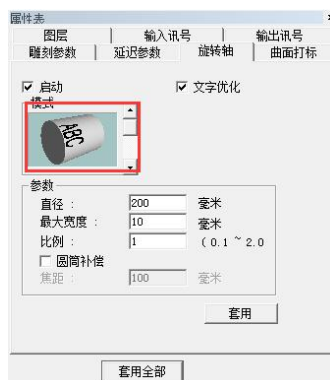 属性表
图层 输入讯号 输出讯号
雕刻参数 延迟参数 旋转轴 曲面打标
启动 文字优化
模式
ABC
参数
直径： 200 毫米
最大宽度： 10 毫米
比例： 1 (0.1~2.0
圆筒补偿
焦距： 100 毫米
套用
套用全部